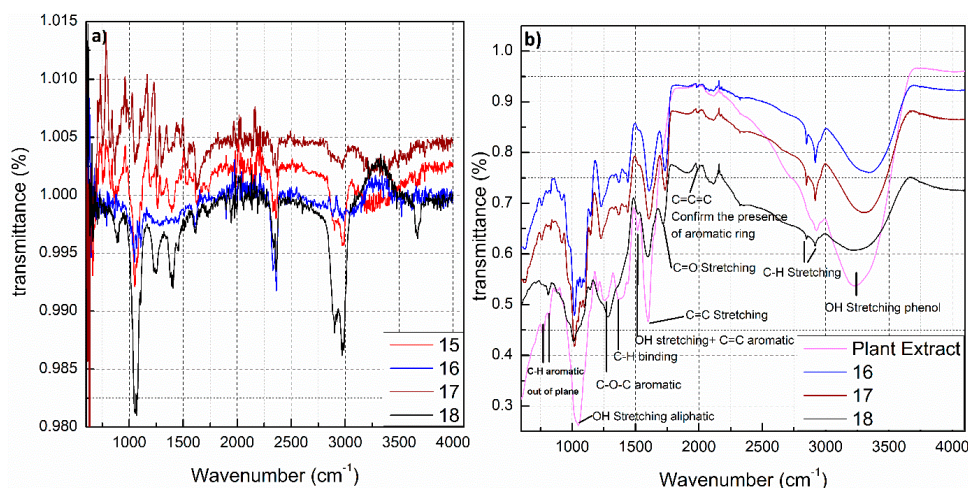 a)
1.015
1.010
1.005
1.000
0.995
0.990
0.985
0.980
transmittance (%)
1000 1500 2000 2500 3000 3500 4000
Wavenumber (cm⁻¹)
15
16
17
18
b)
1.0
0.9
0.8
0.7
0.6
0.5
0.4
0.3
transmittance (%)
C=C=C
Confirm the presence
of aromatic ring
C=O Stretching
C-H Stretching
OH Stretching phenol
C=C Stretching
OH stretching+ C=C aromatic
C-H binding
C-H aromatic
out of plane
C-O-C aromatic
OH Stretching aliphatic
Plant Extract
16
17
18
1000 1500 2000 2500 3000 3500 4000
Wavenumber (cm⁻¹)